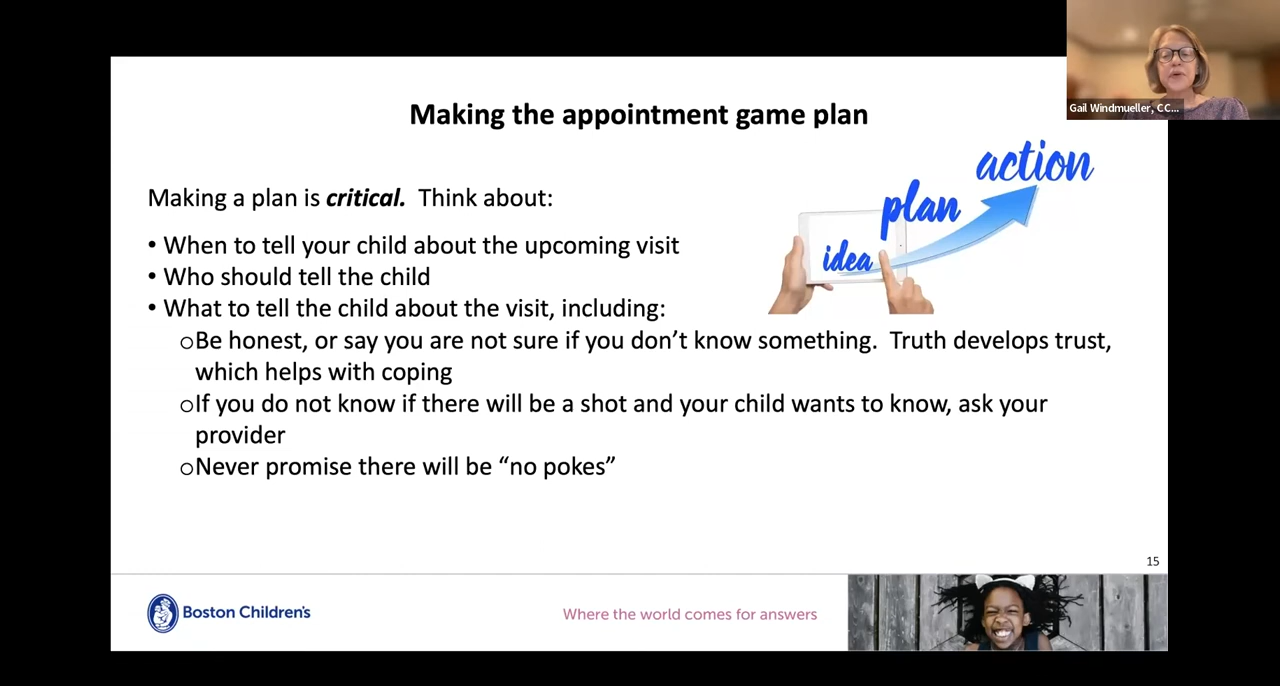 Gail Windmueller, CC...
Making the appointment game plan
action
plan
idea
Making a plan is critical. Think about:
• When to tell your child about the upcoming visit
• Who should tell the child
• What to tell the child about the visit, including:
oBe honest, or say you are not sure if you don’t know something. Truth develops trust,
which helps with coping
oIf you do not know if there will be a shot and your child wants to know, ask your
provider
oNever promise there will be “no pokes”
15
Boston Children's
Where the world comes for answers